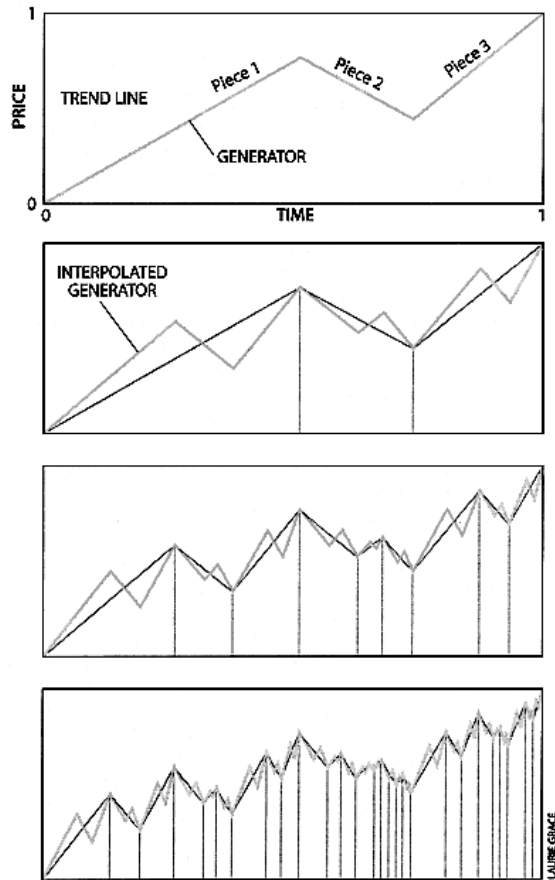 1
PRICE
TREND LINE
Piece 1
Piece 2
Piece 3
GENERATOR
0
0
TIME
1
INTERPOLATED
GENERATOR
LAURIE GRACE